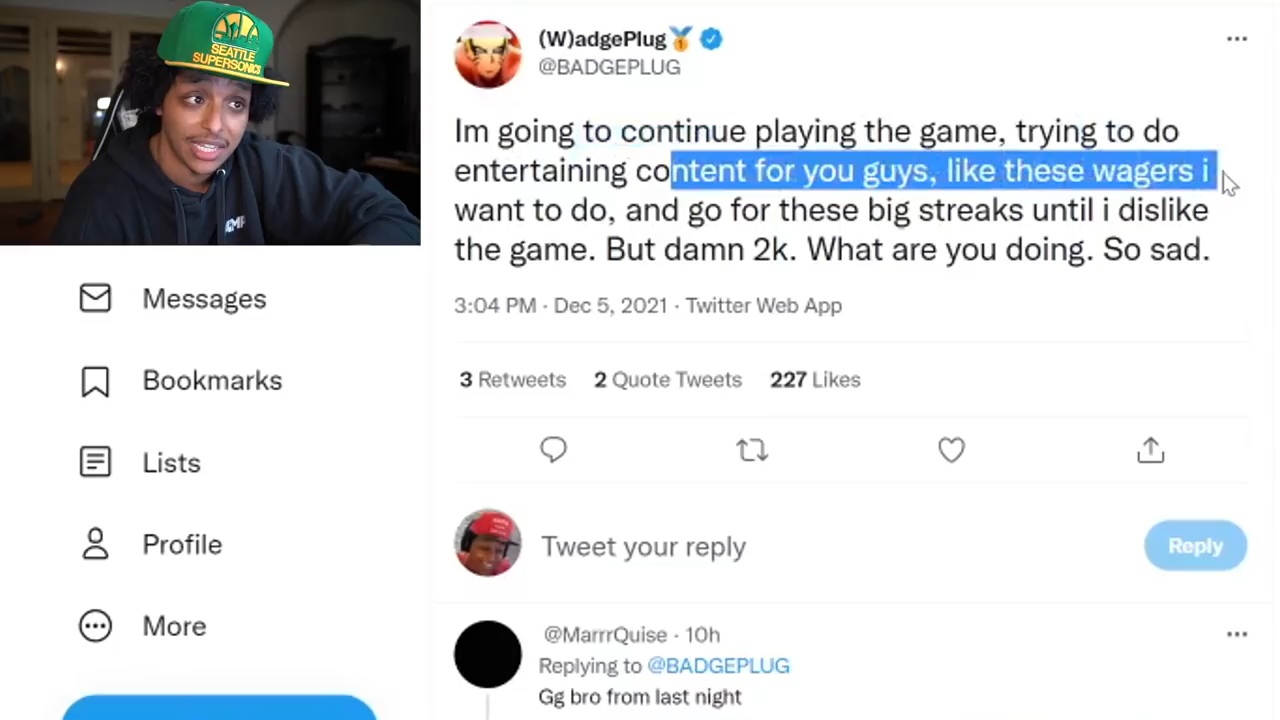 SEATTLE
SUPERSONICS
(W)adgePlug
@BADGEPLUG
Im going to continue playing the game, trying to do
entertaining content for you guys, like these wagers i
want to do, and go for these big streaks until i dislike
the game. But damn 2k. What are you doing. So sad.
3:04 PM · Dec 5, 2021 · Twitter Web App
3 Retweets 2 Quote Tweets 227 Likes
Tweet your reply
Reply
@MarrrQuise · 10h
Replying to @BADGEPLUG
Gg bro from last night
Messages
Bookmarks
Lists
Profile
More